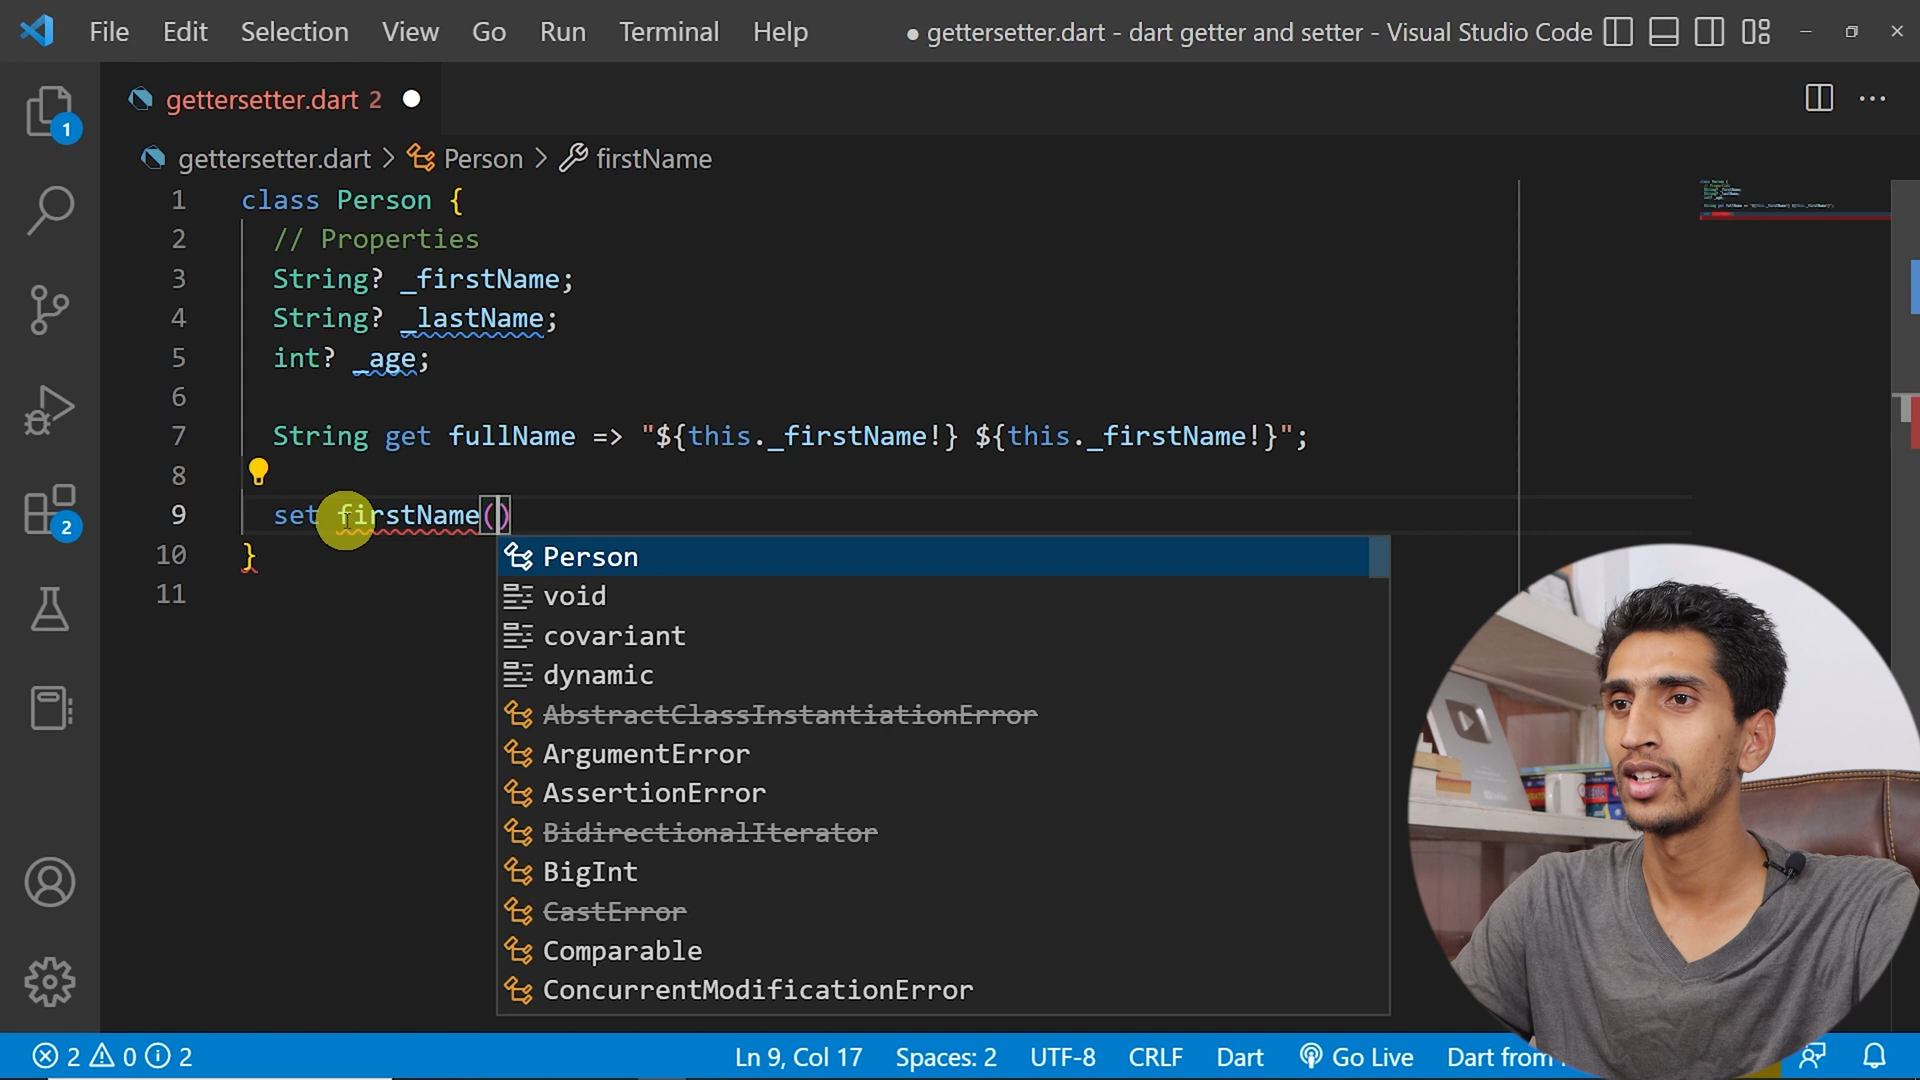 File Edit Selection View Go Run Terminal Help ● gettersetter.dart - dart getter and setter - Visual Studio Code
gettersetter.dart 2
gettersetter.dart > Person > firstName
1 class Person {
2 // Properties
3 String? _firstName;
4 String? _lastName;
5 int? _age;
6
7 String get fullName => "${this._firstName!} ${this._firstName!}";
8
9 set firstName()
10 }
11
Person
void
covariant
dynamic
AbstractClassInstantiationError
ArgumentError
AssertionError
BidirectionalIterator
BigInt
CastError
Comparable
ConcurrentModificationError
1
2
2 0 2 Ln 9, Col 17 Spaces: 2 UTF-8 CRLF Dart Go Live Dart from